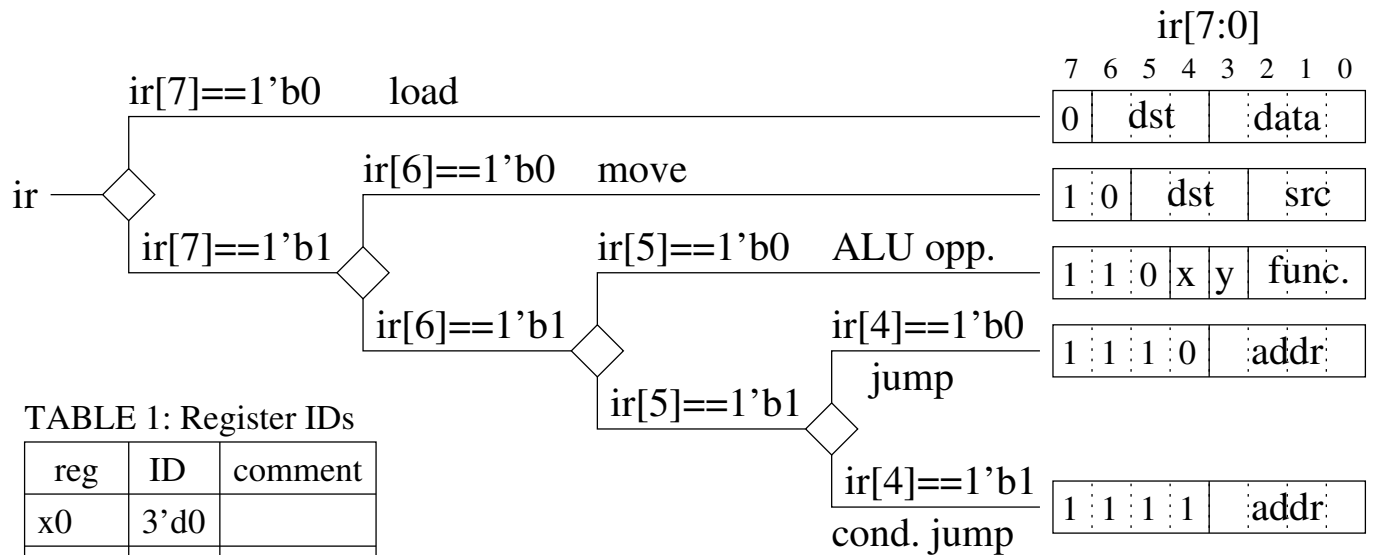 ir[7:0]
7 6 5 4 3 2 1 0
ir[7]==1’b0 load
0 dst data
ir[6]==1’b0 move
ir
1 0 dst src
ir[7]==1’b1
ir[5]==1’b0 ALU opp.
1 1 0 x y func.
ir[6]==1’b1
ir[4]==1’b0
1 1 1 0 addr
jump
ir[5]==1’b1
TABLE 1: Register IDs
reg ID comment
ir[4]==1’b1
1 1 1 1 addr
x0 3’d0
cond. jump